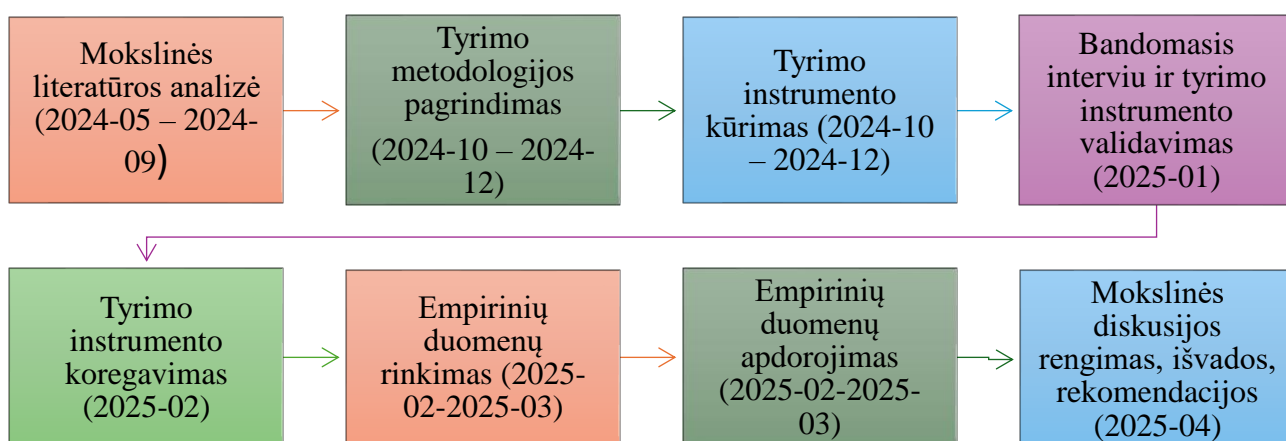 Mokslinės
literatūros analizė
(2024-05 – 2024-
09)
Tyrimo
metodologijos
pagrindimas
(2024-10 – 2024-
12)
Tyrimo
instrumento
kūrimas (2024-10
– 2024-12)
Bandomasis
interviu ir tyrimo
instrumento
validavimas
(2025-01)
Tyrimo
instrumento
koregavimas
(2025-02)
Empirinių
duomenų
rinkimas (2025-
02-2025-03)
Empirinių
duomenų
apdorojimas
(2025-02-2025-
03)
Mokslinės
diskusijos
rengimas, išvados,
rekomendacijos
(2025-04)